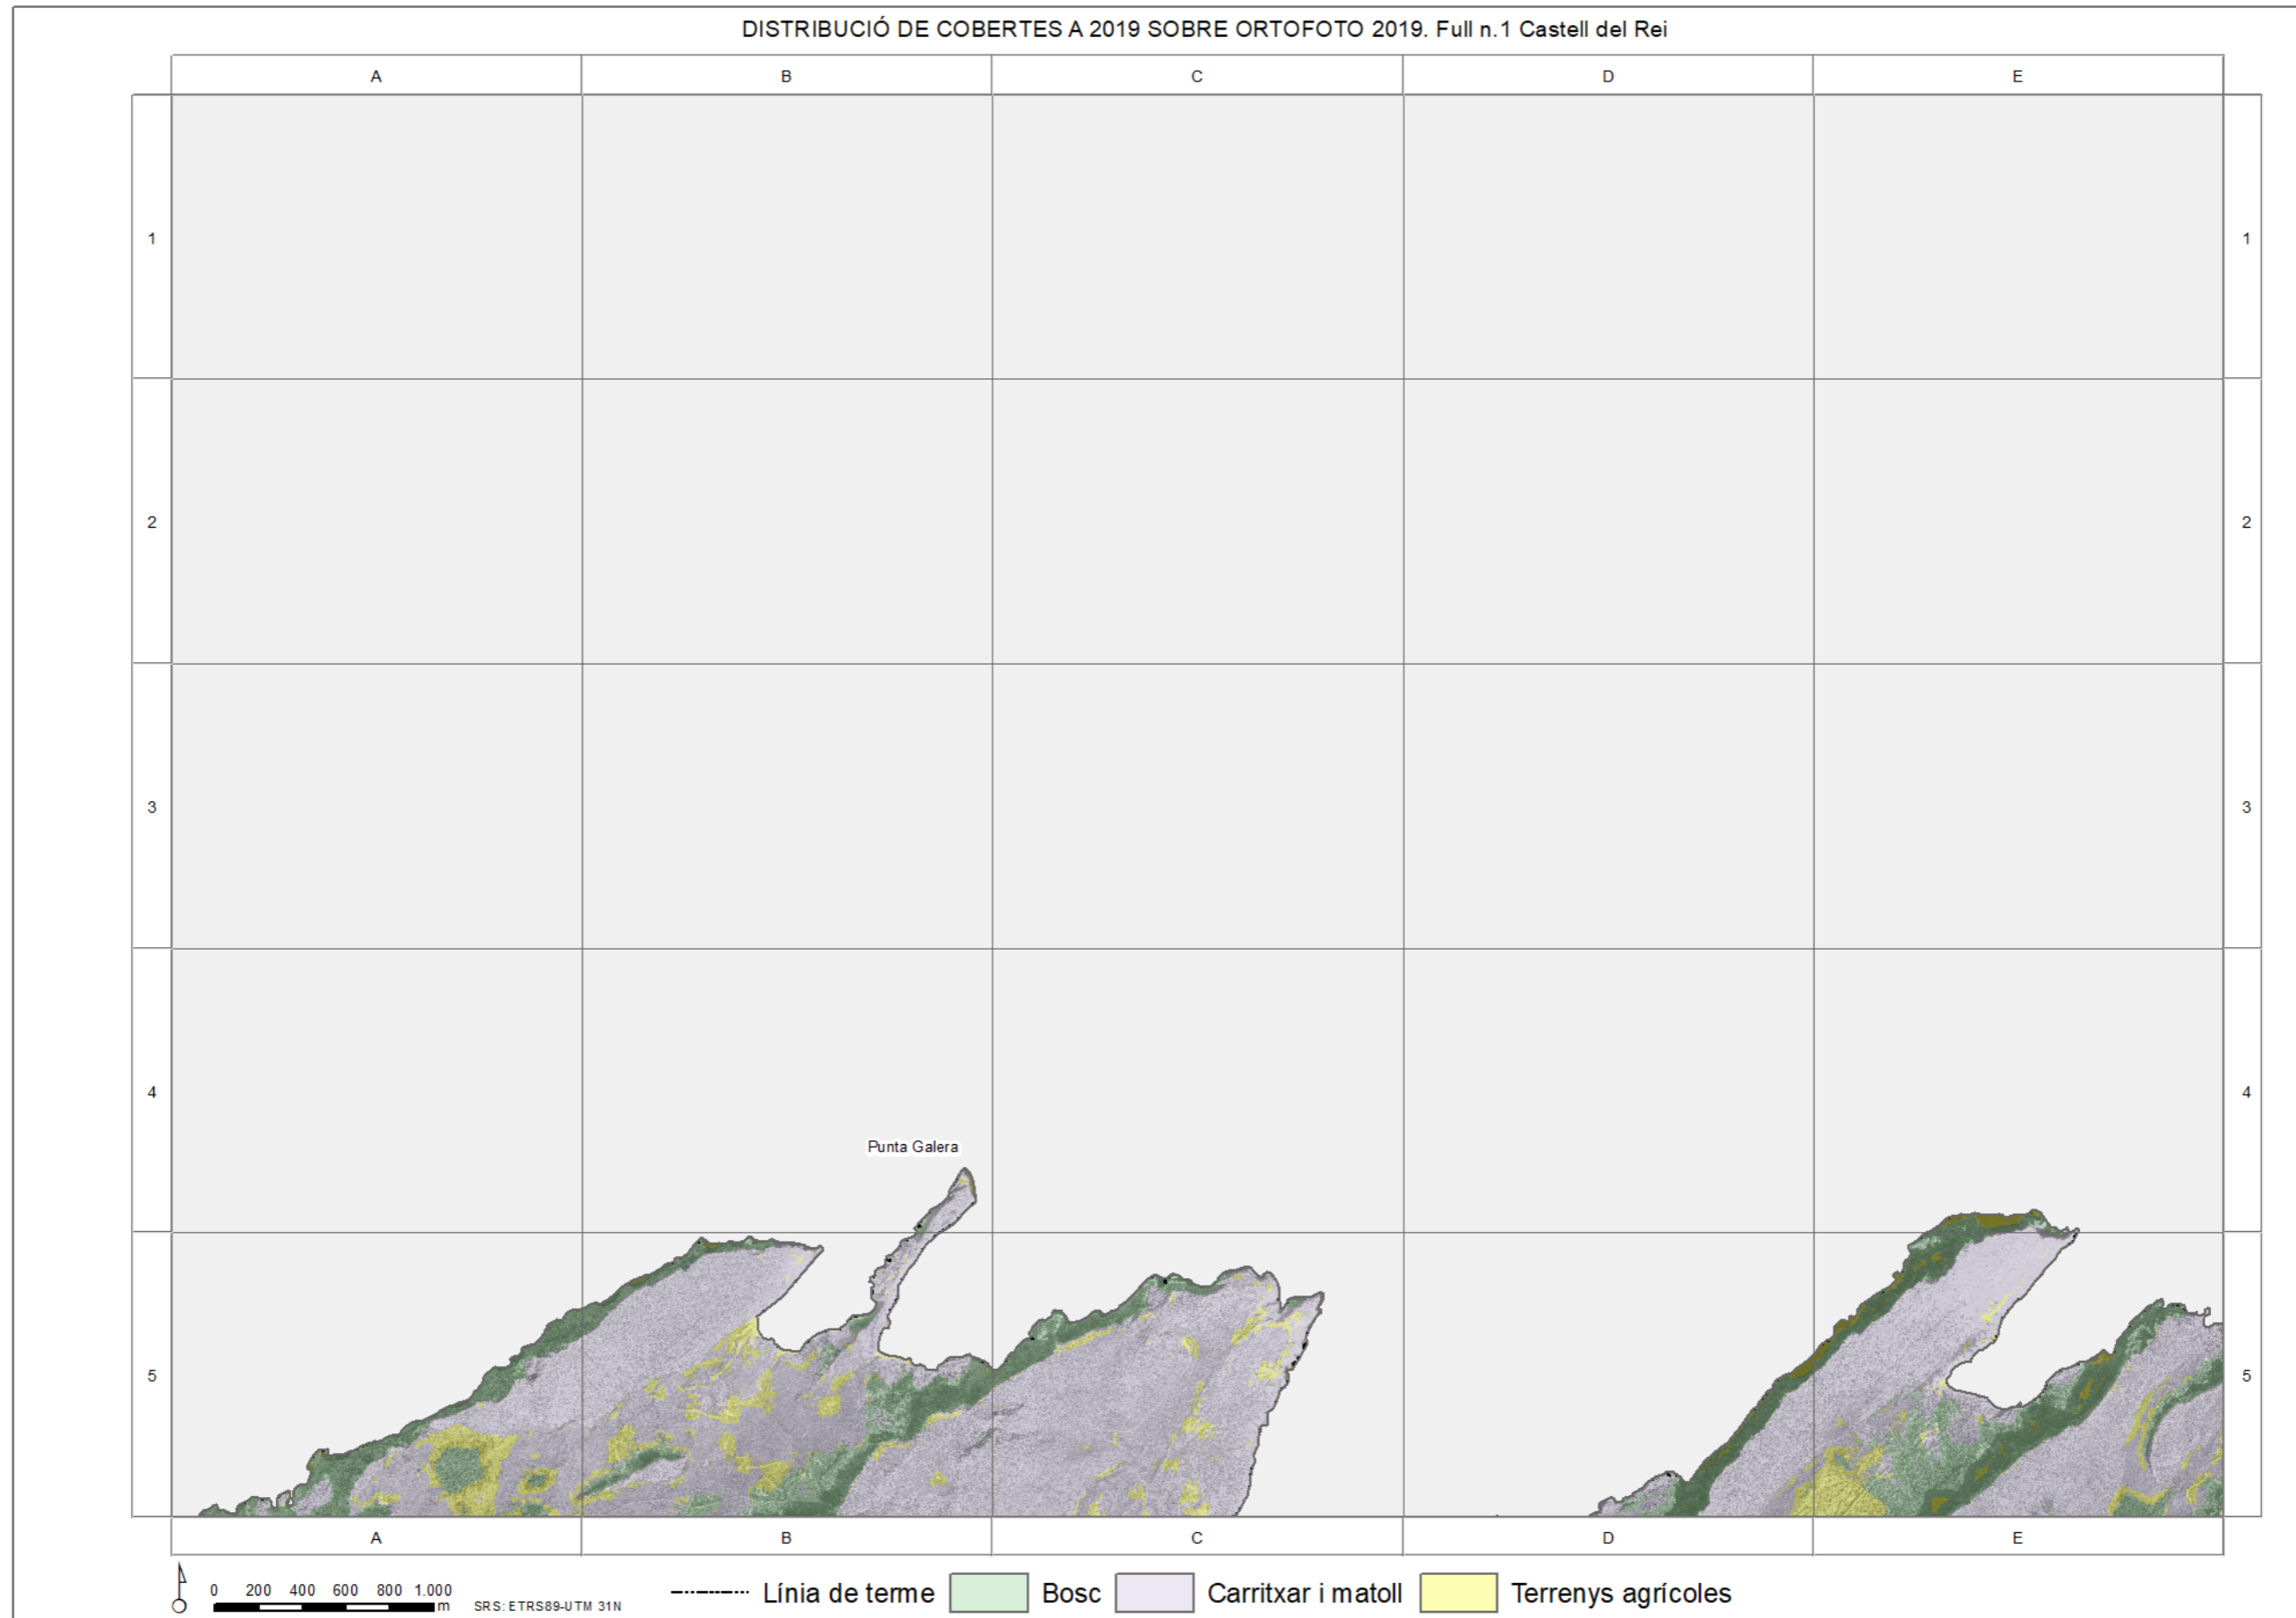 DISTRIBUCIÓ DE COBERTES A 2019 SOBRE ORTOFOTO 2019. Full n.1 Castell del Rei
A B C D E
1 1
2 2
3 3
4 4
Punta Galera
5 5
A B C D E
0 200 400 600 800 1.000
m
SRS: ETRS89-UTM 31N
Línia de terme Bosc Carritxar i matoll Terrenys agrícoles